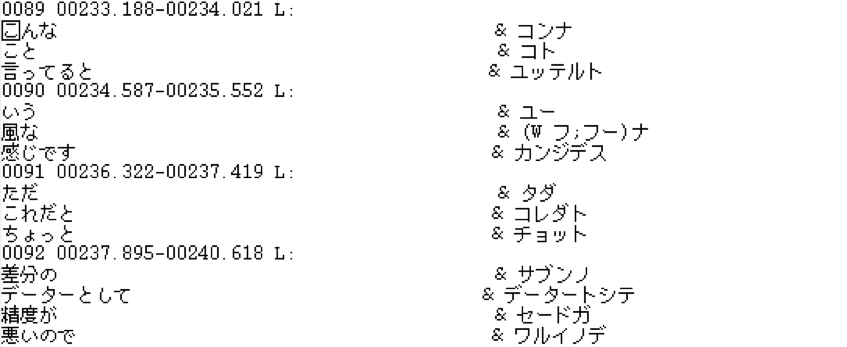 0089 00233.188-00234.021 L:
こんな & コンナ
こと & コト
言ってると & ユッテルト
0090 00234.587-00235.552 L:
いう & ユー
風な & (W フ;フー)ナ
感じです & カンジデス
0091 00236.322-00237.419 L:
ただ & タダ
これだと & コレダト
ちょっと & チョット
0092 00237.895-00240.618 L:
差分の & サブンノ
データーとして & データートシテ
精度が & セードガ
悪いので & ワルイノデ